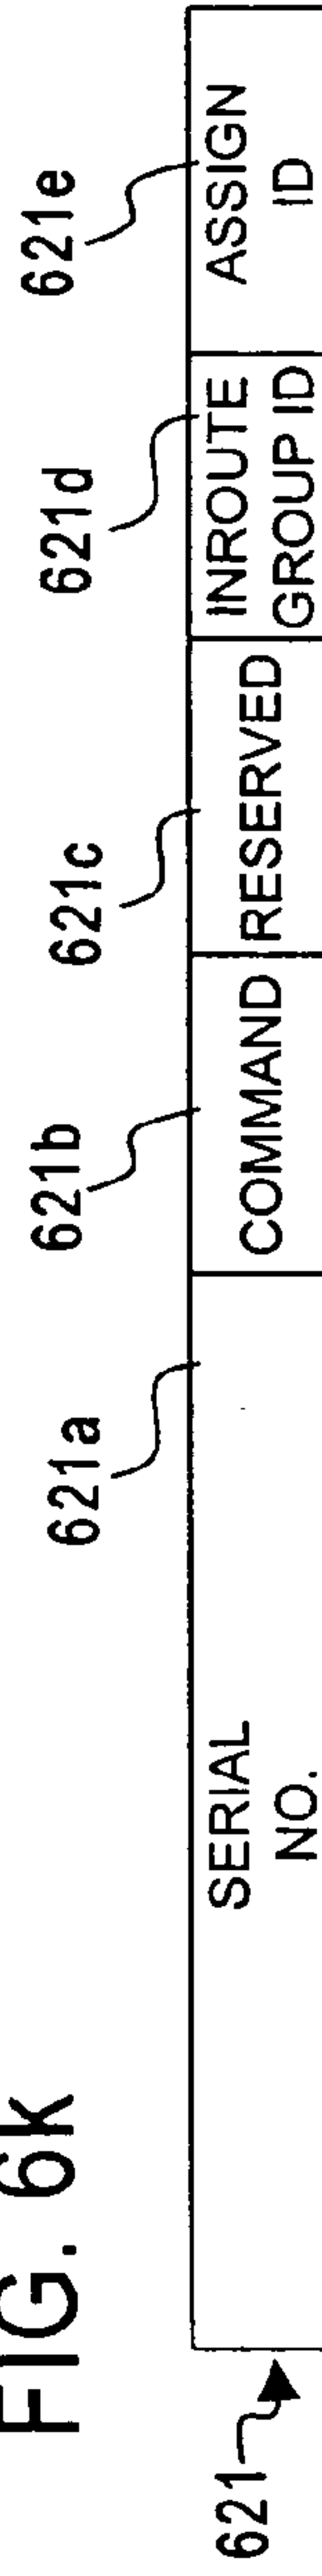 FIG. 6k
621
621a
621b
621c
621d
621e
SERIAL
NO.
COMMAND
RESERVED
INROUTE
GROUP ID
ASSIGN
ID